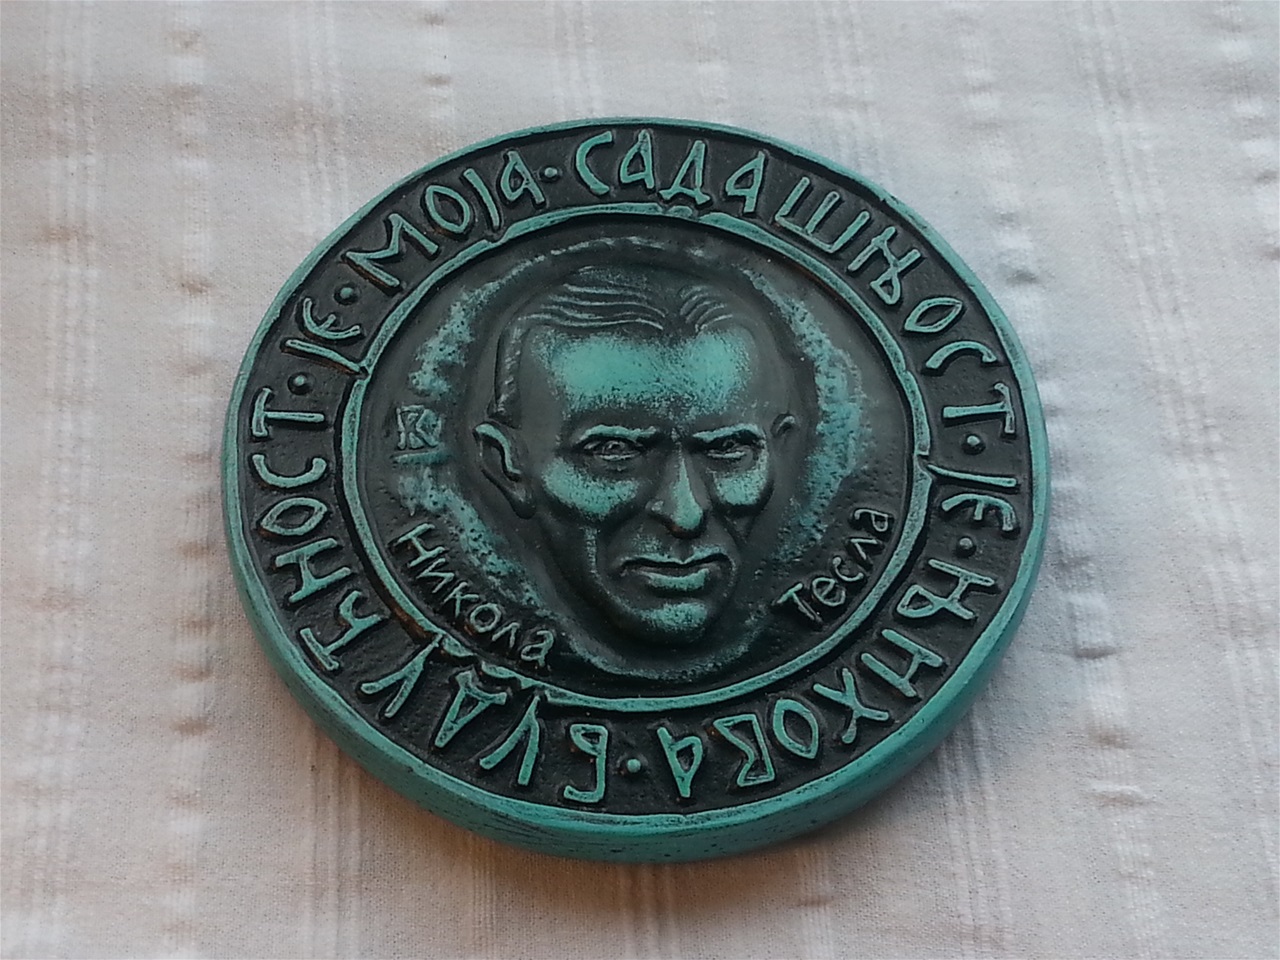 САДАШЊОСТ · ЈЕ · ЊИХОВА · БУДУЋНОСТ · ЈЕ · МОЈА ·
Никола Тесла